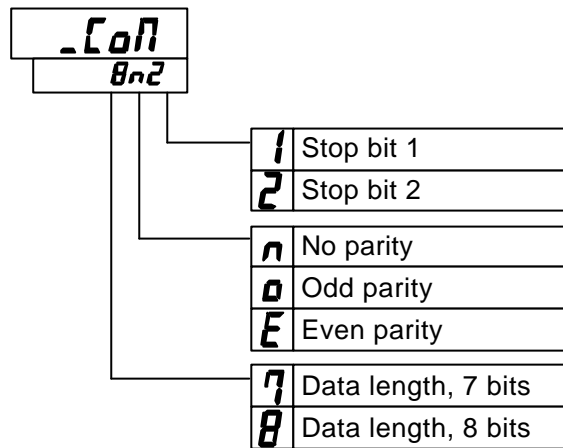 _CoM
8n2
1 Stop bit 1
2 Stop bit 2
n No parity
o Odd parity
E Even parity
7 Data length, 7 bits
8 Data length, 8 bits